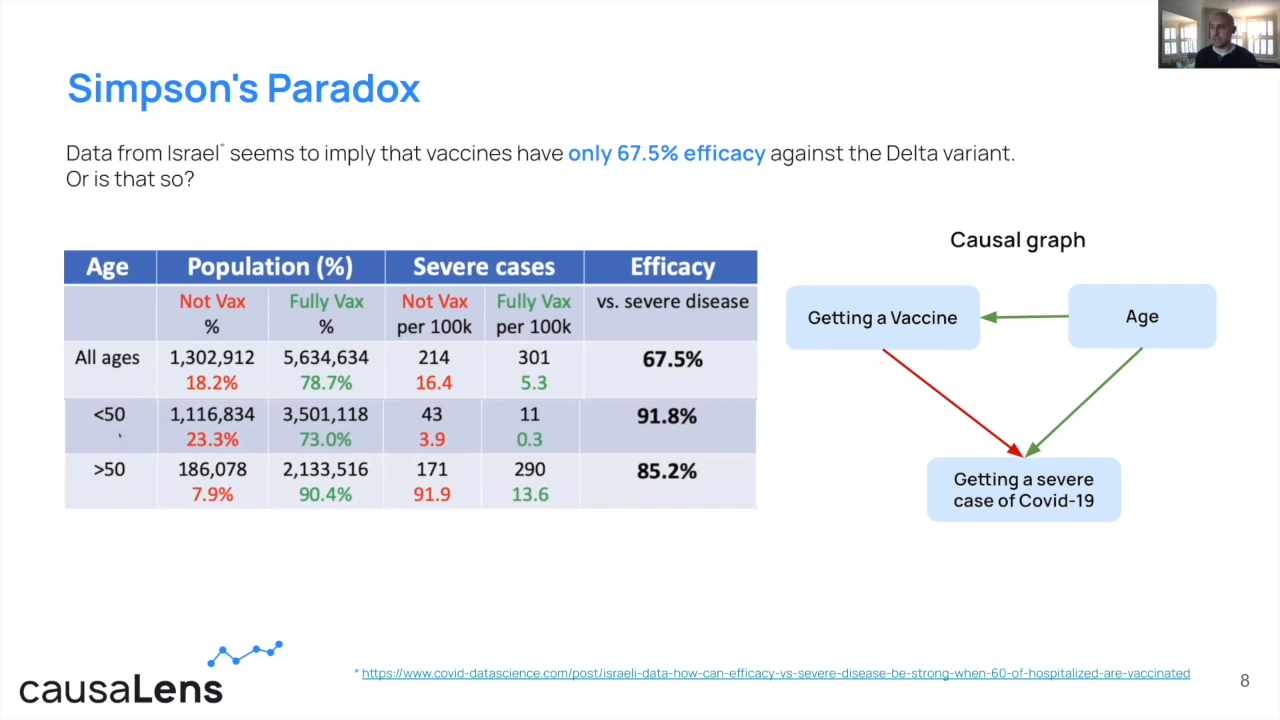 Simpson's Paradox
Data from Israel* seems to imply that vaccines have only 67.5% efficacy against the Delta variant.
Or is that so?
Causal graph
Age Population (%) Severe cases Efficacy
Not Vax Fully Vax Not Vax Fully Vax vs. severe disease
% % per 100k per 100k
All ages 1,302,912 5,634,634 214 301 67.5%
18.2% 78.7% 16.4 5.3
<50 1,116,834 3,501,118 43 11 91.8%
23.3% 73.0% 3.9 0.3
>50 186,078 2,133,516 171 290 85.2%
7.9% 90.4% 91.9 13.6
Getting a Vaccine
Age
Getting a severe
case of Covid-19
causaLens
* https://www.covid-datascience.com/post/israeli-data-how-can-efficacy-vs-severe-disease-be-strong-when-60-of-hospitalized-are-vaccinated
8